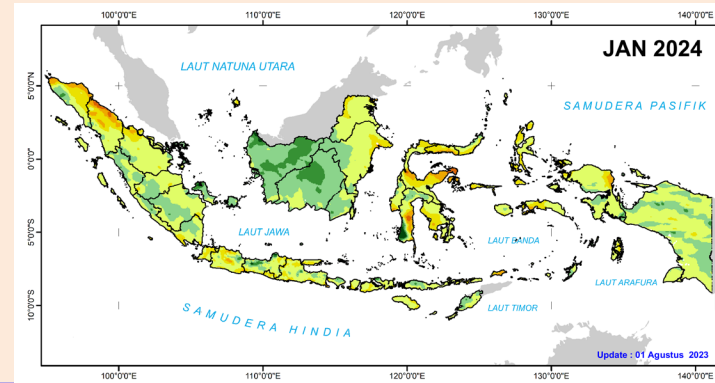 100°0'0"E 110°0'0"E 120°0'0"E 130°0'0"E 140°0'0"E
JAN 2024
LAUT NATUNA UTARA
SAMUDERA PASIFIK
5°0'0"N
0°0'0"
5°0'0"S
10°0'0"S
LAUT JAWA
LAUT BANDA
LAUT ARAFURA
LAUT TIMOR
SAMUDERA HINDIA
Update : 01 Agustus 2023
100°0'0"E 110°0'0"E 120°0'0"E 130°0'0"E 140°0'0"E